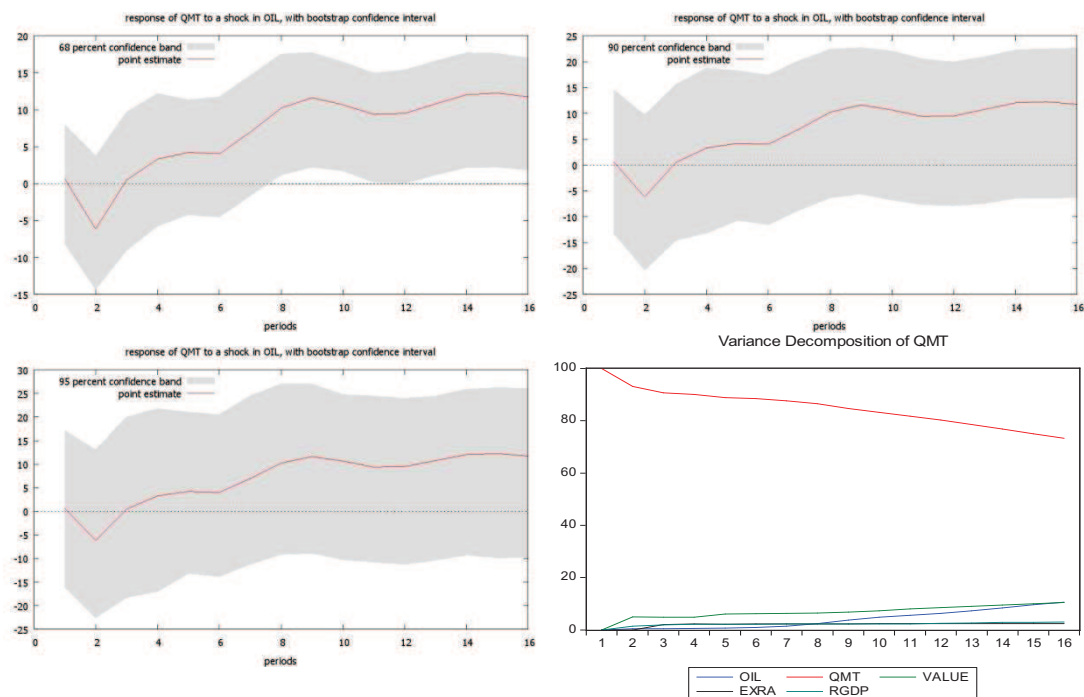 response of QMT to a shock in OIL, with bootstrap confidence interval
68 percent confidence band
point estimate
20
15
10
5
0
-5
-10
-15
0 2 4 6 8 10 12 14 16
periods
response of QMT to a shock in OIL, with bootstrap confidence interval
90 percent confidence band
point estimate
25
20
15
10
5
0
-5
-10
-15
-20
-25
0 2 4 6 8 10 12 14 16
periods
response of QMT to a shock in OIL, with bootstrap confidence interval
95 percent confidence band
point estimate
30
25
20
15
10
5
0
-5
-10
-15
-20
-25
0 2 4 6 8 10 12 14 16
periods
Variance Decomposition of QMT
100
80
60
40
20
0
1 2 3 4 5 6 7 8 9 10 11 12 13 14 15 16
OIL QMT VALUE
EXRA RGDP